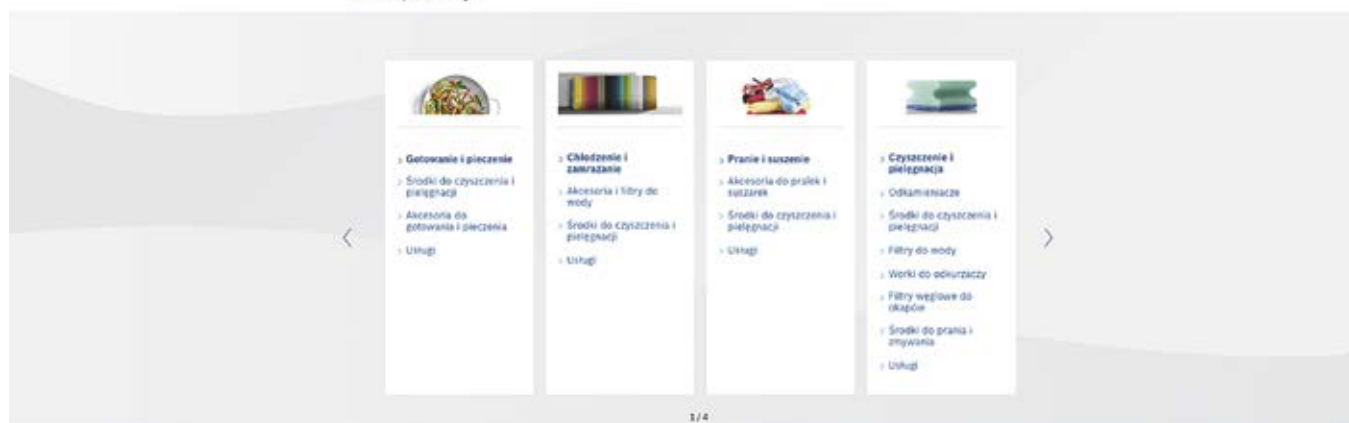 Gotowanie i pieczenie
Środki do czyszczenia i
pielęgnacji
Akcesoria do
gotowania i pieczenia
Usługi
Chłodzenie i
zamrażanie
Akcesoria i filtry do
wody
Środki do czyszczenia i
pielęgnacji
Usługi
Pranie i suszenie
Akcesoria do pralek i
suszarek
Środki do czyszczenia i
pielęgnacji
Usługi
Czyszczenie i
pielęgnacja
Odkamieniacze
Środki do czyszczenia i
pielęgnacji
Filtry do wody
Worki do odkurzaczy
Filtry węglowe do
okapów
Środki do prania i
zmywania
Usługi
1 / 4